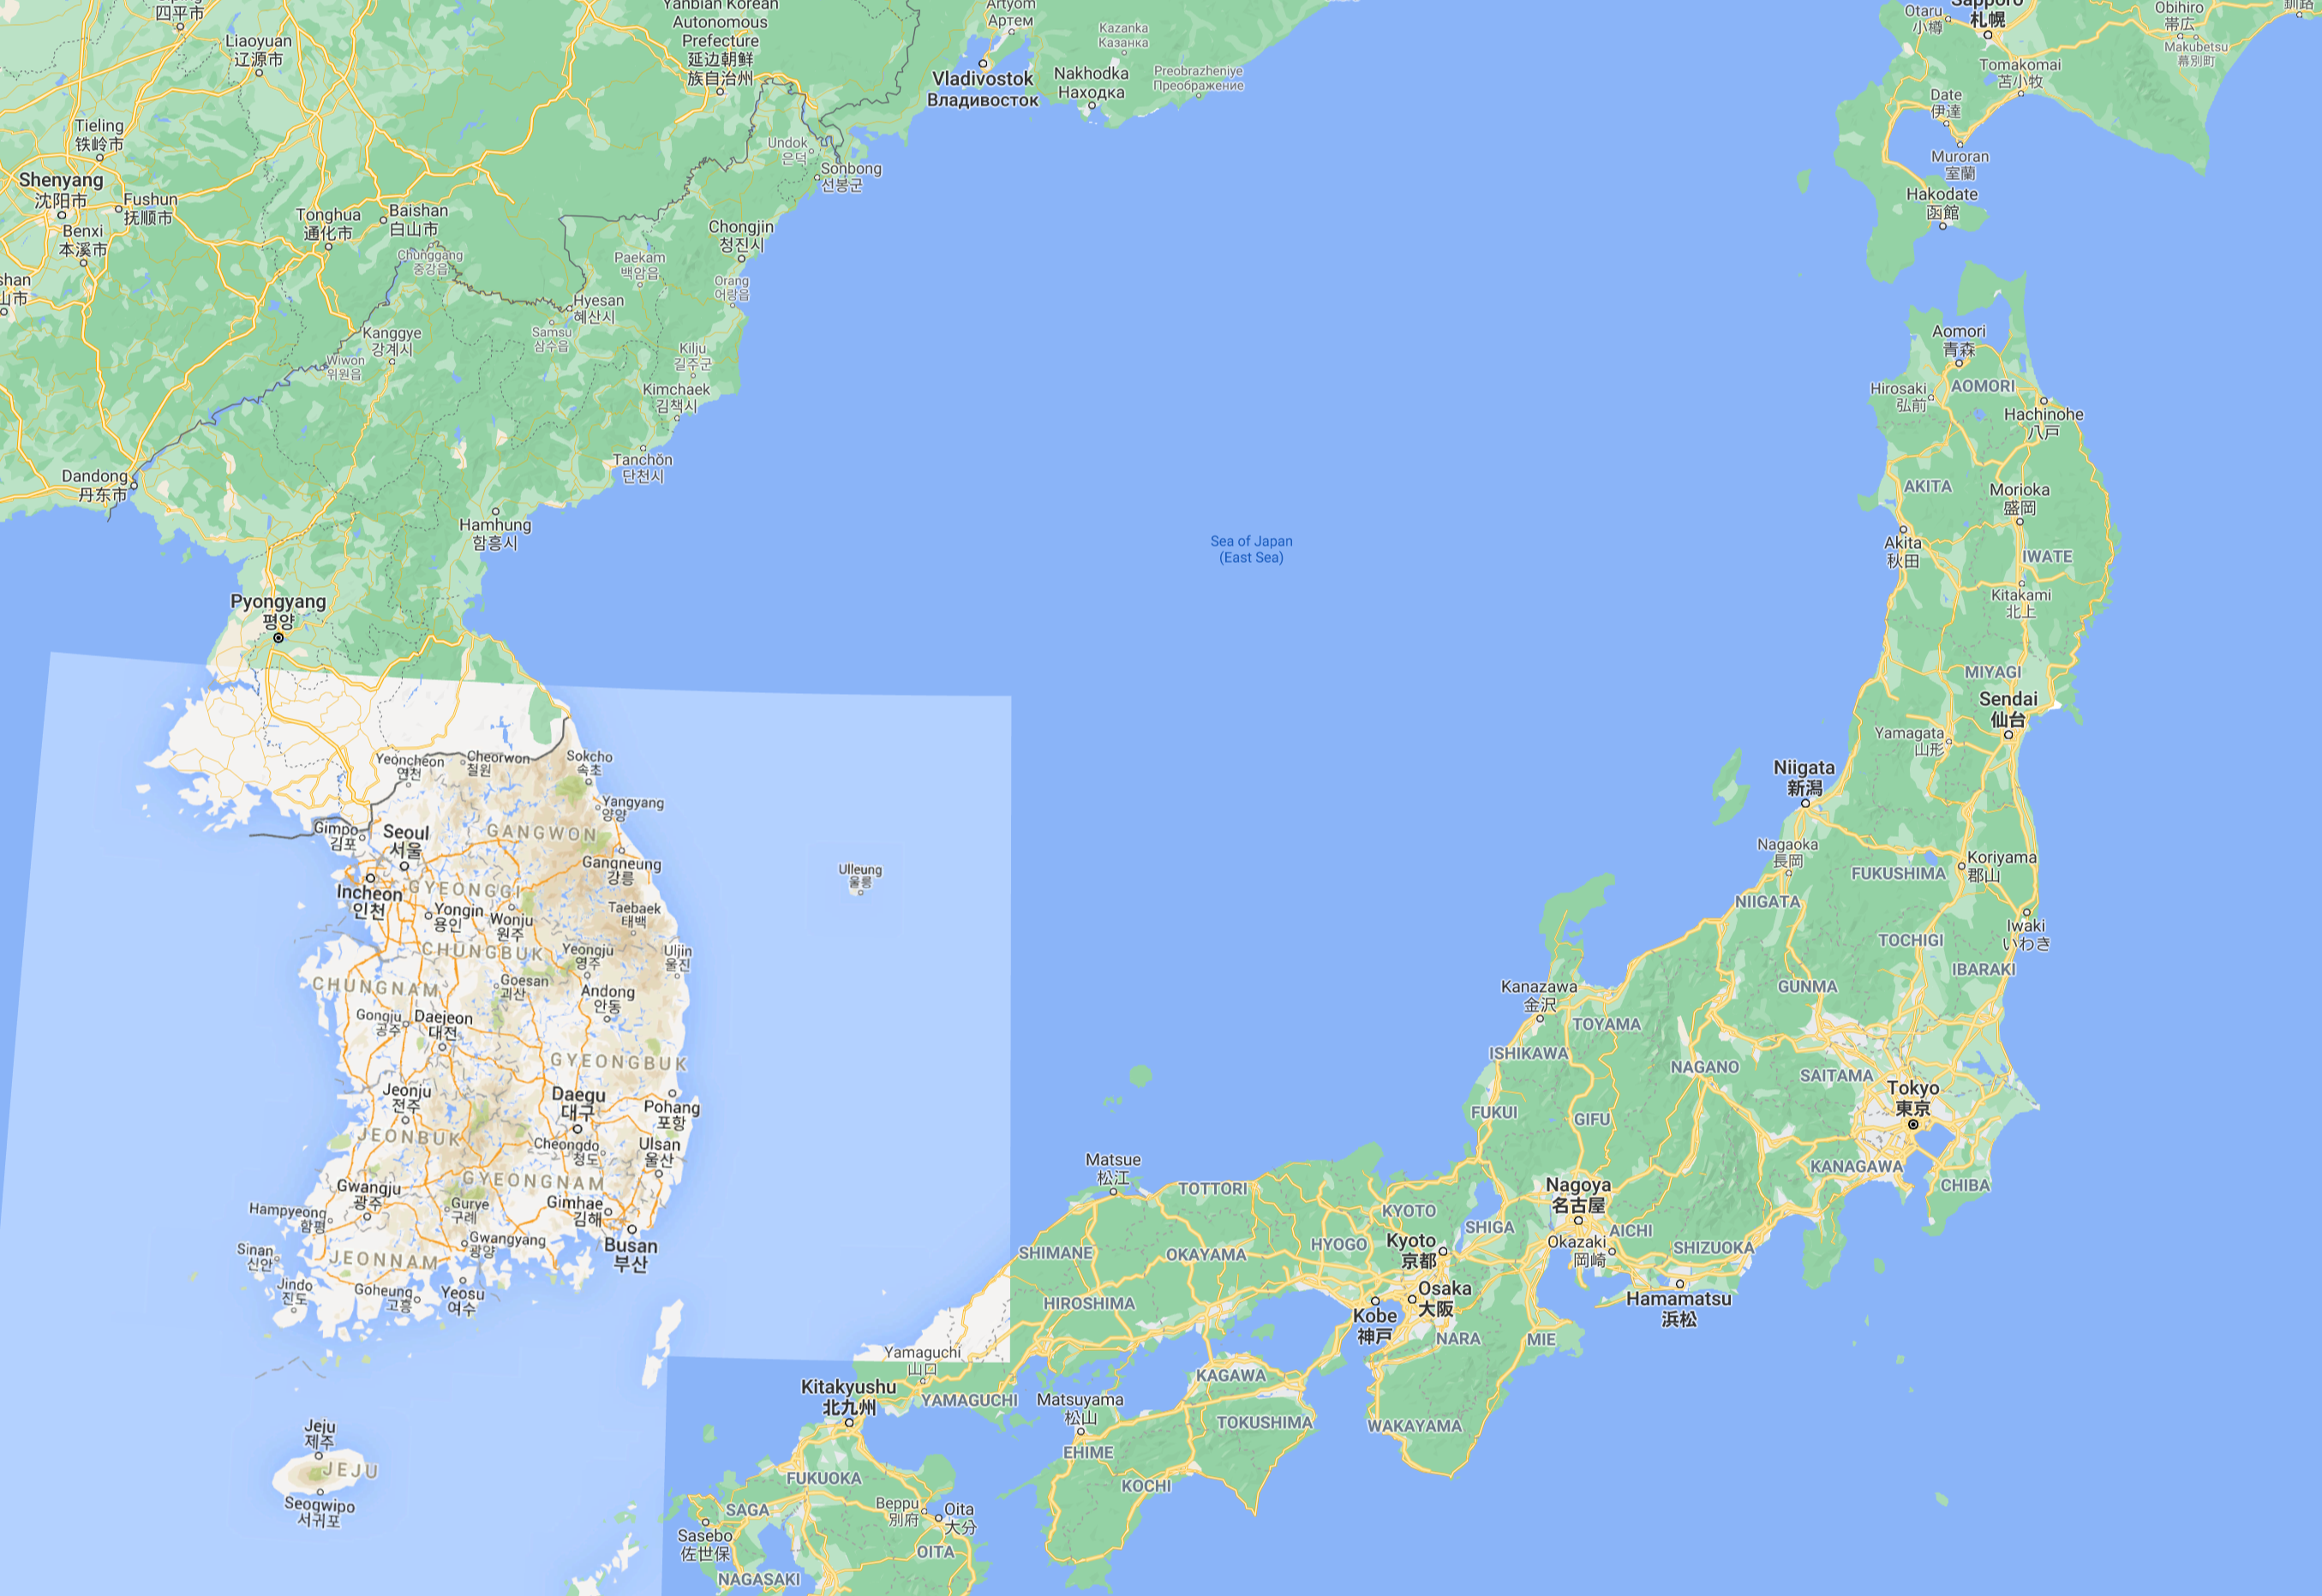 四平市
Liaoyuan
辽源市
Tieling
铁岭市
Shenyang
沈阳市
Fushun
抚顺市
Benxi
本溪市
shan
山市
Tonghua
通化市
Baishan
白山市
Chunggang
중강읍
Yanbian Korean
Autonomous
Prefecture
延边朝鲜
族自治州
Artyom
Артем
Vladivostok
Владивосток
Kazanka
Казанка
Nakhodka
Находка
Preobrazheniye
Преображение
Undok
은덕
Sonbong
선봉군
Chongjin
청진시
Paekam
백암읍
Orang
어랑읍
Hyesan
혜산시
Samsu
삼수읍
Kanggye
강계시
Wiwon
위원읍
Kilju
길주군
Kimchaek
김책시
Tanchŏn
단천시
Dandong
丹东市
Hamhung
함흥시
Pyongyang
평양
Sea of Japan
(East Sea)
Sapporo
札幌
Otaru
小樽
Obihiro
帯広
釧路
Makubetsu
幕別町
Tomakomai
苫小牧
Date
伊達
Muroran
室蘭
Hakodate
函館
Aomori
青森
AOMORI
Hirosaki
弘前
Hachinohe
八戸
AKITA
Morioka
盛岡
Akita
秋田
IWATE
Kitakami
北上
MIYAGI
Sendai
仙台
Yamagata
山形
Niigata
新潟
Nagaoka
長岡
Koriyama
郡山
FUKUSHIMA
NIIGATA
Iwaki
いわき
TOCHIGI
IBARAKI
GUNMA
Kanazawa
金沢
TOYAMA
ISHIKAWA
NAGANO
SAITAMA
Tokyo
東京
FUKUI
GIFU
KANAGAWA
CHIBA
Nagoya
名古屋
AICHI
Okazaki
岡崎
SHIZUOKA
Hamamatsu
浜松
Matsue
松江
TOTTORI
KYOTO
SHIGA
HYOGO
Kyoto
京都
SHIMANE
OKAYAMA
Osaka
大阪
Kobe
神戸
HIROSHIMA
NARA
MIE
KAGAWA
Yamaguchi
山口
Kitakyushu
北九州
YAMAGUCHI
Matsuyama
松山
TOKUSHIMA
WAKAYAMA
EHIME
KOCHI
FUKUOKA
SAGA
Beppu
別府
Oita
大分
Sasebo
佐世保
OITA
NAGASAKI
Yeoncheon
연천
Cheorwon
철원
Sokcho
속초
Yangyang
양양
Gimpo
김포
Seoul
서울
GANGWON
Gangneung
강릉
Ulleung
울릉
Incheon
인천
GYEONGGI
Yongin
용인
Wonju
원주
Taebaek
태백
CHUNGBUK
Yeongju
영주
Uljin
울진
CHUNGNAM
Goesan
괴산
Andong
안동
Gongju
공주
Daejeon
대전
GYEONGBUK
Jeonju
전주
Daegu
대구
Pohang
포항
JEONBUK
Cheongdo
청도
Ulsan
울산
Gwangju
광주
GYEONGNAM
Hampyeong
함평
Gurye
구례
Gimhae
김해
Gwangyang
광양
Busan
부산
Sinan
신안
JEONNAM
Jindo
진도
Goheung
고흥
Yeosu
여수
Jeju
제주
JEJU
Seogwipo
서귀포